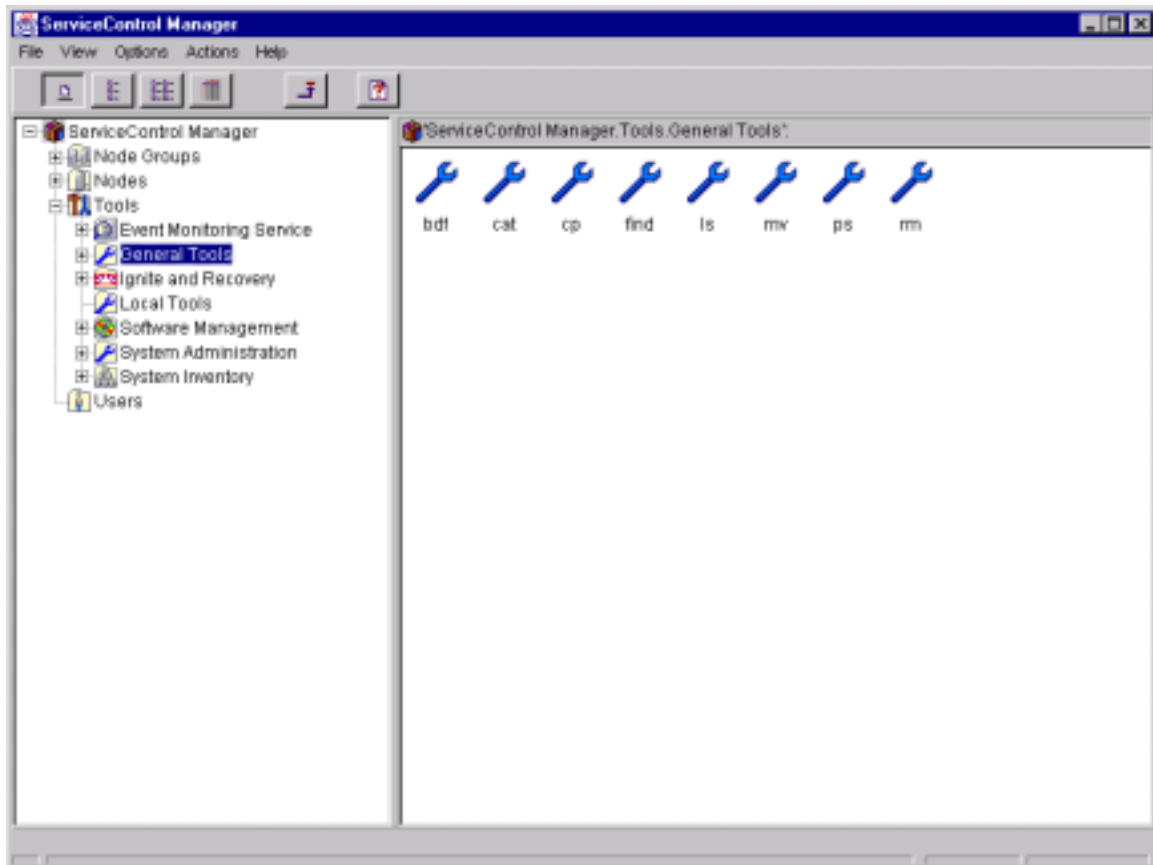 ServiceControl Manager
File View Options Actions Help
ServiceControl Manager
Node Groups
Nodes
Tools
Event Monitoring Service
General Tools
Ignite and Recovery
Local Tools
Software Management
System Administration
System Inventory
Users
'ServiceControl Manager.Tools.General Tools':
bdf cat cp find ls mv ps rm